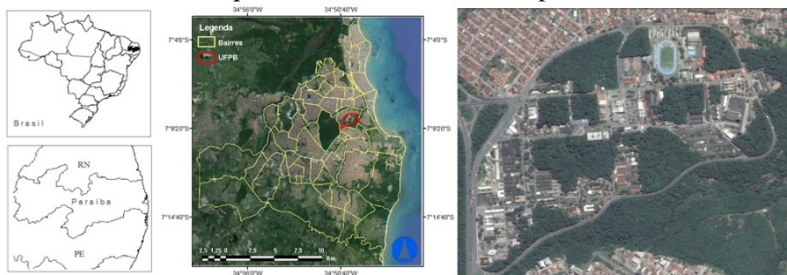 Brasil
RN
Paraíba
PE
34°56'0"W 34°50'40"W
Legenda
Bairros
UFPB
7°4'0"S 7°4'0"S
7°9'20"S 7°9'20"S
7°14'40"S 7°14'40"S
2.5 1.25 0 2.5 5 7.5 10
Km
34°56'0"W 34°50'40"W